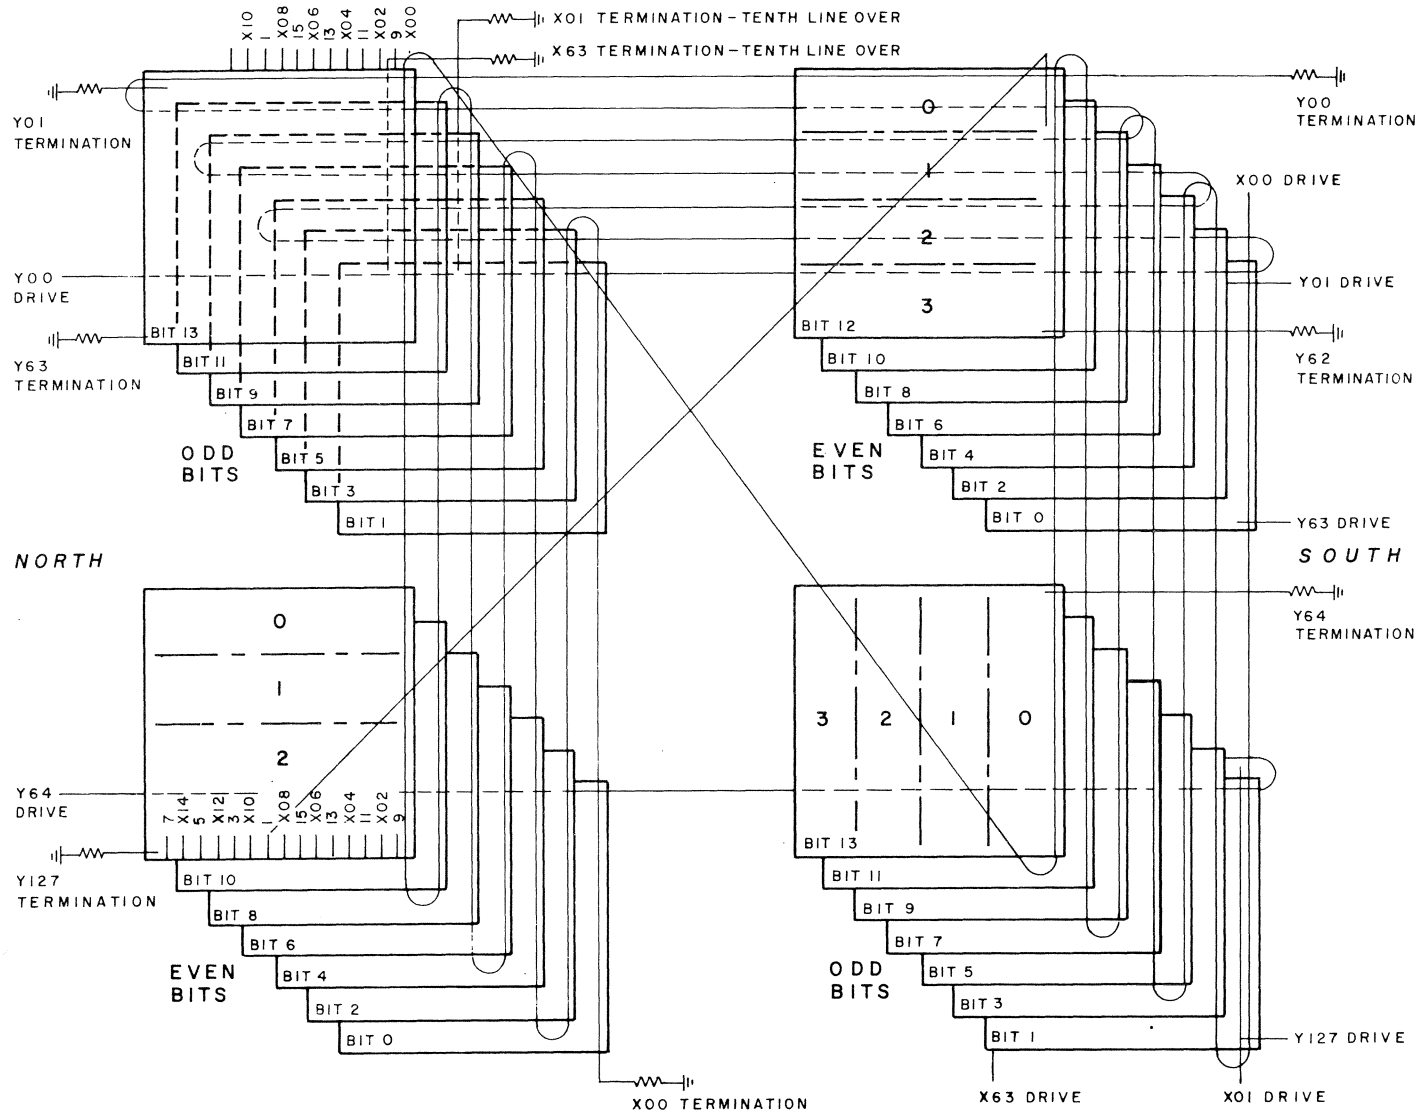 X10
1
X08
15
X06
13
X04
11
X02
9
X00
X01 TERMINATION-TENTH LINE OVER
X63 TERMINATION-TENTH LINE OVER
Y01
TERMINATION
Y00
TERMINATION
X00 DRIVE
Y00
DRIVE
Y01 DRIVE
Y63
TERMINATION
Y62
TERMINATION
BIT 13
BIT 11
BIT 9
BIT 7
BIT 5
BIT 3
BIT 1
ODD
BITS
0
1
2
3
BIT 12
BIT 10
BIT 8
BIT 6
BIT 4
BIT 2
BIT 0
EVEN
BITS
Y63 DRIVE
NORTH
SOUTH
Y64
TERMINATION
0
1
2
Y64
DRIVE
7
X14
5
X12
3
X10
1
X08
15
X06
13
X04
11
X02
9
Y127
TERMINATION
BIT 10
BIT 8
BIT 6
BIT 4
BIT 2
BIT 0
EVEN
BITS
X00 TERMINATION
3 2 1 0
BIT 13
BIT 11
BIT 9
BIT 7
BIT 5
BIT 3
BIT 1
ODD
BITS
Y127 DRIVE
X63 DRIVE
X01 DRIVE